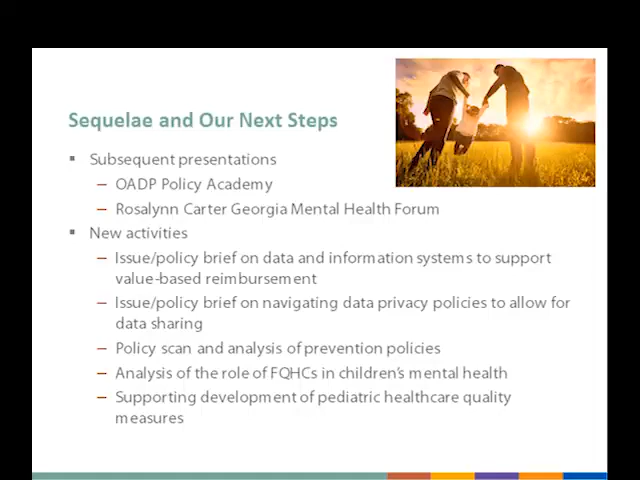 Sequelae and Our Next Steps
▪ Subsequent presentations
– OADP Policy Academy
– Rosalynn Carter Georgia Mental Health Forum
▪ New activities
– Issue/policy brief on data and information systems to support
value-based reimbursement
– Issue/policy brief on navigating data privacy policies to allow for
data sharing
– Policy scan and analysis of prevention policies
– Analysis of the role of FQHCs in children's mental health
– Supporting development of pediatric healthcare quality
measures